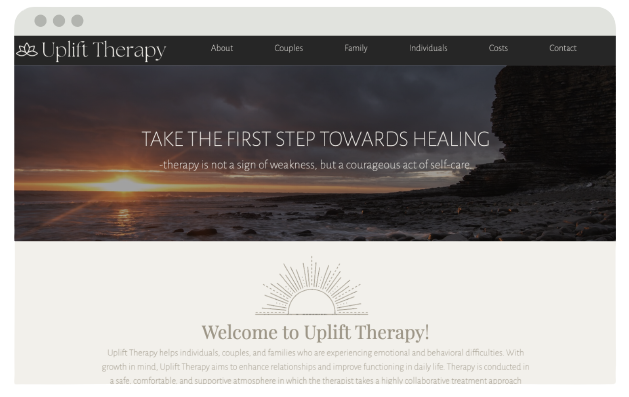 Uplift Therapy
About Couples Family Individuals Costs Contact
TAKE THE FIRST STEP TOWARDS HEALING
-therapy is not a sign of weakness, but a courageous act of self-care
Welcome to Uplift Therapy!
Uplift Therapy helps individuals, couples, and families who are experiencing emotional and behavioral difficulties. With
growth in mind, Uplift Therapy aims to enhance relationships and improve functioning in daily life. Therapy is conducted in
a safe, comfortable, and supportive atmosphere in which the therapist takes a highly collaborative treatment approach